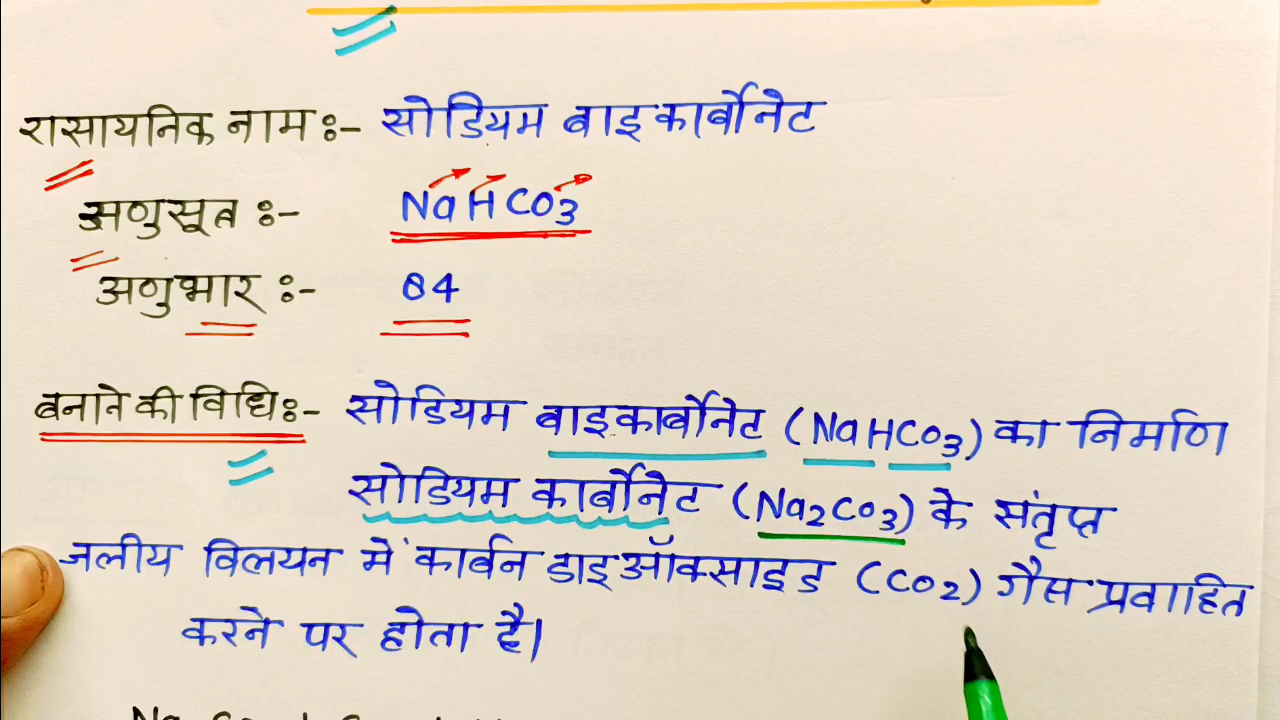 रासायनिक नाम :- सोडियम बाइकार्बोनेट
अणुसूत्र :- NaHCO3
अणुभार :- 84
बनाने की विधि :- सोडियम बाइकार्बोनेट (NaHCO3) का निर्माण
सोडियम कार्बोनेट (Na2CO3) के संतृप्त
जलीय विलयन में कार्बन डाइऑक्साइड (CO2) गैस प्रवाहित
करने पर होता है।